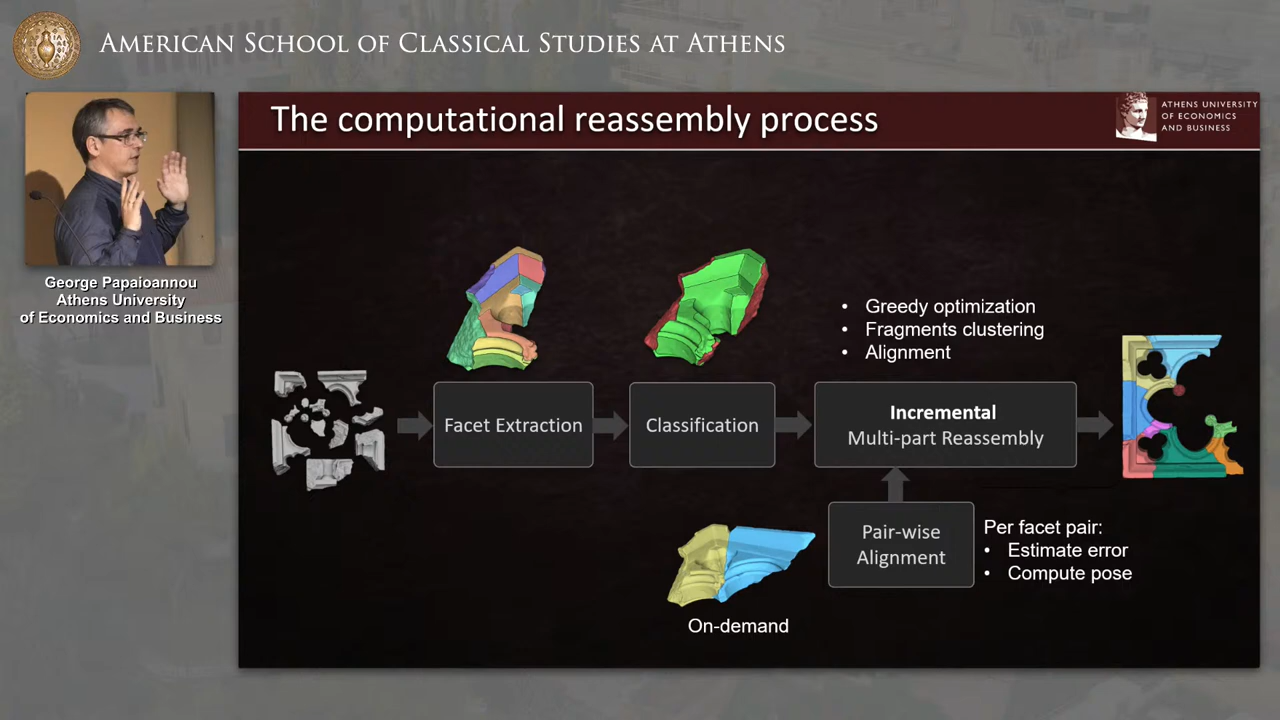 AMERICAN SCHOOL OF CLASSICAL STUDIES AT ATHENS
George Papaioannou
Athens University
of Economics and Business
The computational reassembly process
ATHENS UNIVERSITY
OF ECONOMICS
AND BUSINESS
Facet Extraction
Classification
• Greedy optimization
• Fragments clustering
• Alignment
Incremental
Multi-part Reassembly
Pair-wise
Alignment
Per facet pair:
• Estimate error
• Compute pose
On-demand